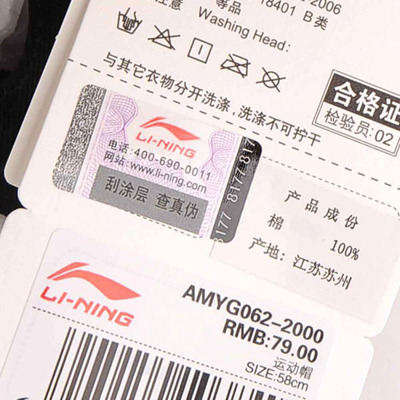 2006
等品
18401 B类
Washing Head:
与其它衣物分开洗涤,洗涤不可拧干
合格证
检验员:02
LI-NING
电话:400-690-0011
网站:www.li-ning.com
刮涂层 查真伪
8177 8177 8177
产品成份
棉 100%
产地: 江苏苏州
LI-NING
AMYG062-2000
RMB:79.00
运动帽
SIZE:58cm